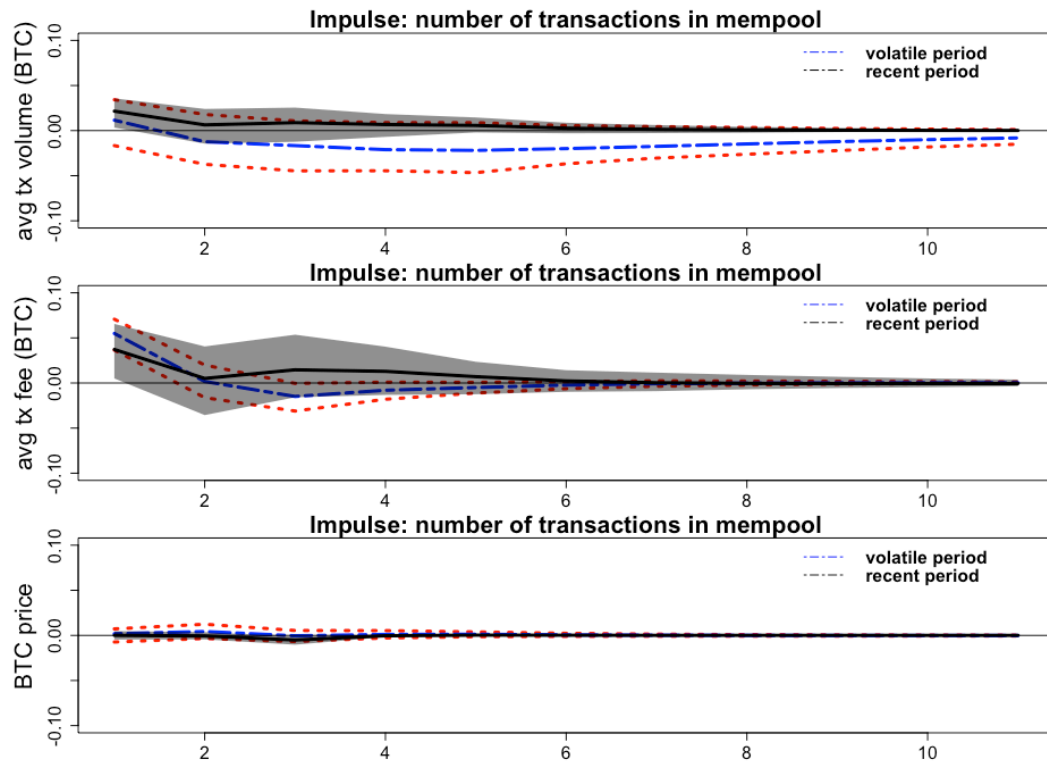 Impulse: number of transactions in mempool
avg tx volume (BTC)
0.10
0.00
-0.10
volatile period
recent period
2 4 6 8 10
Impulse: number of transactions in mempool
avg tx fee (BTC)
0.10
0.00
-0.10
volatile period
recent period
2 4 6 8 10
Impulse: number of transactions in mempool
BTC price
0.10
0.00
-0.10
volatile period
recent period
2 4 6 8 10